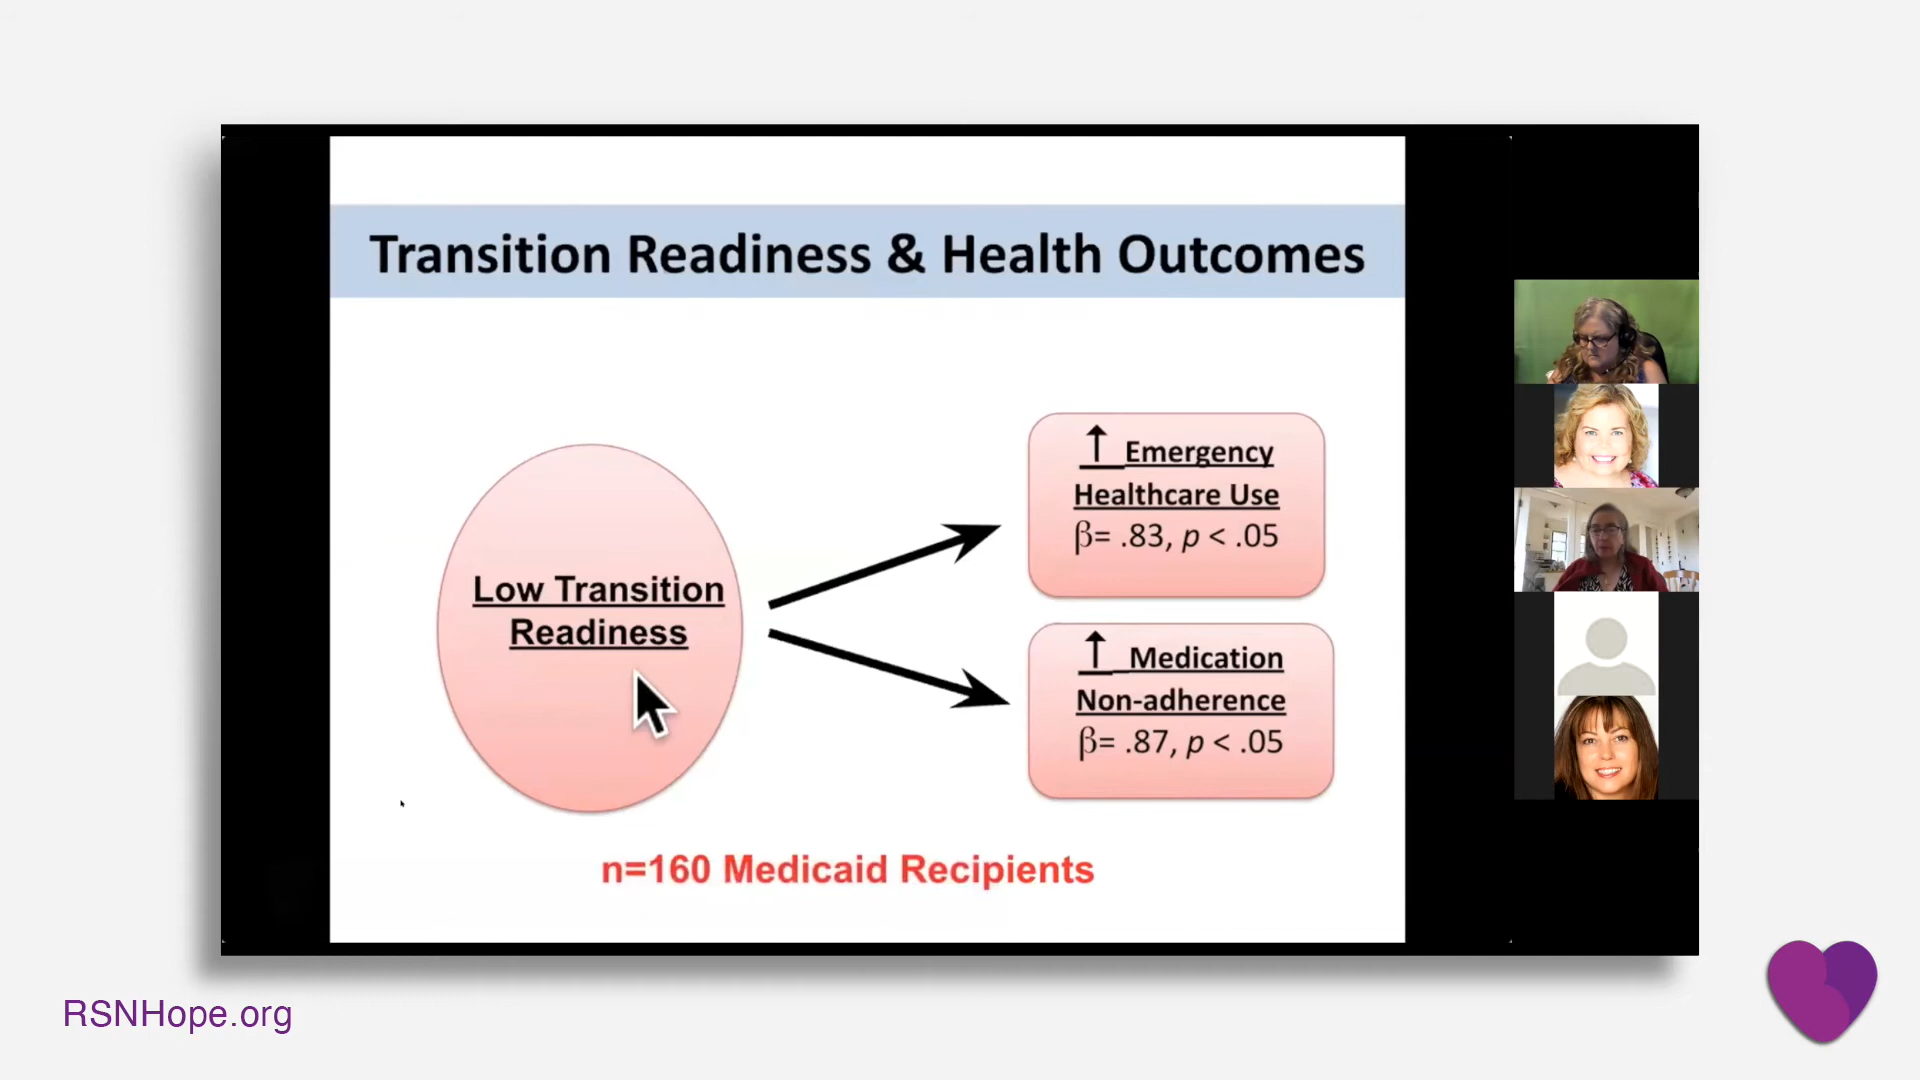 Transition Readiness & Health Outcomes
Low Transition
Readiness
↑ Emergency
Healthcare Use
β= .83, p < .05
↑ Medication
Non-adherence
β= .87, p < .05
n=160 Medicaid Recipients
RSNHope.org